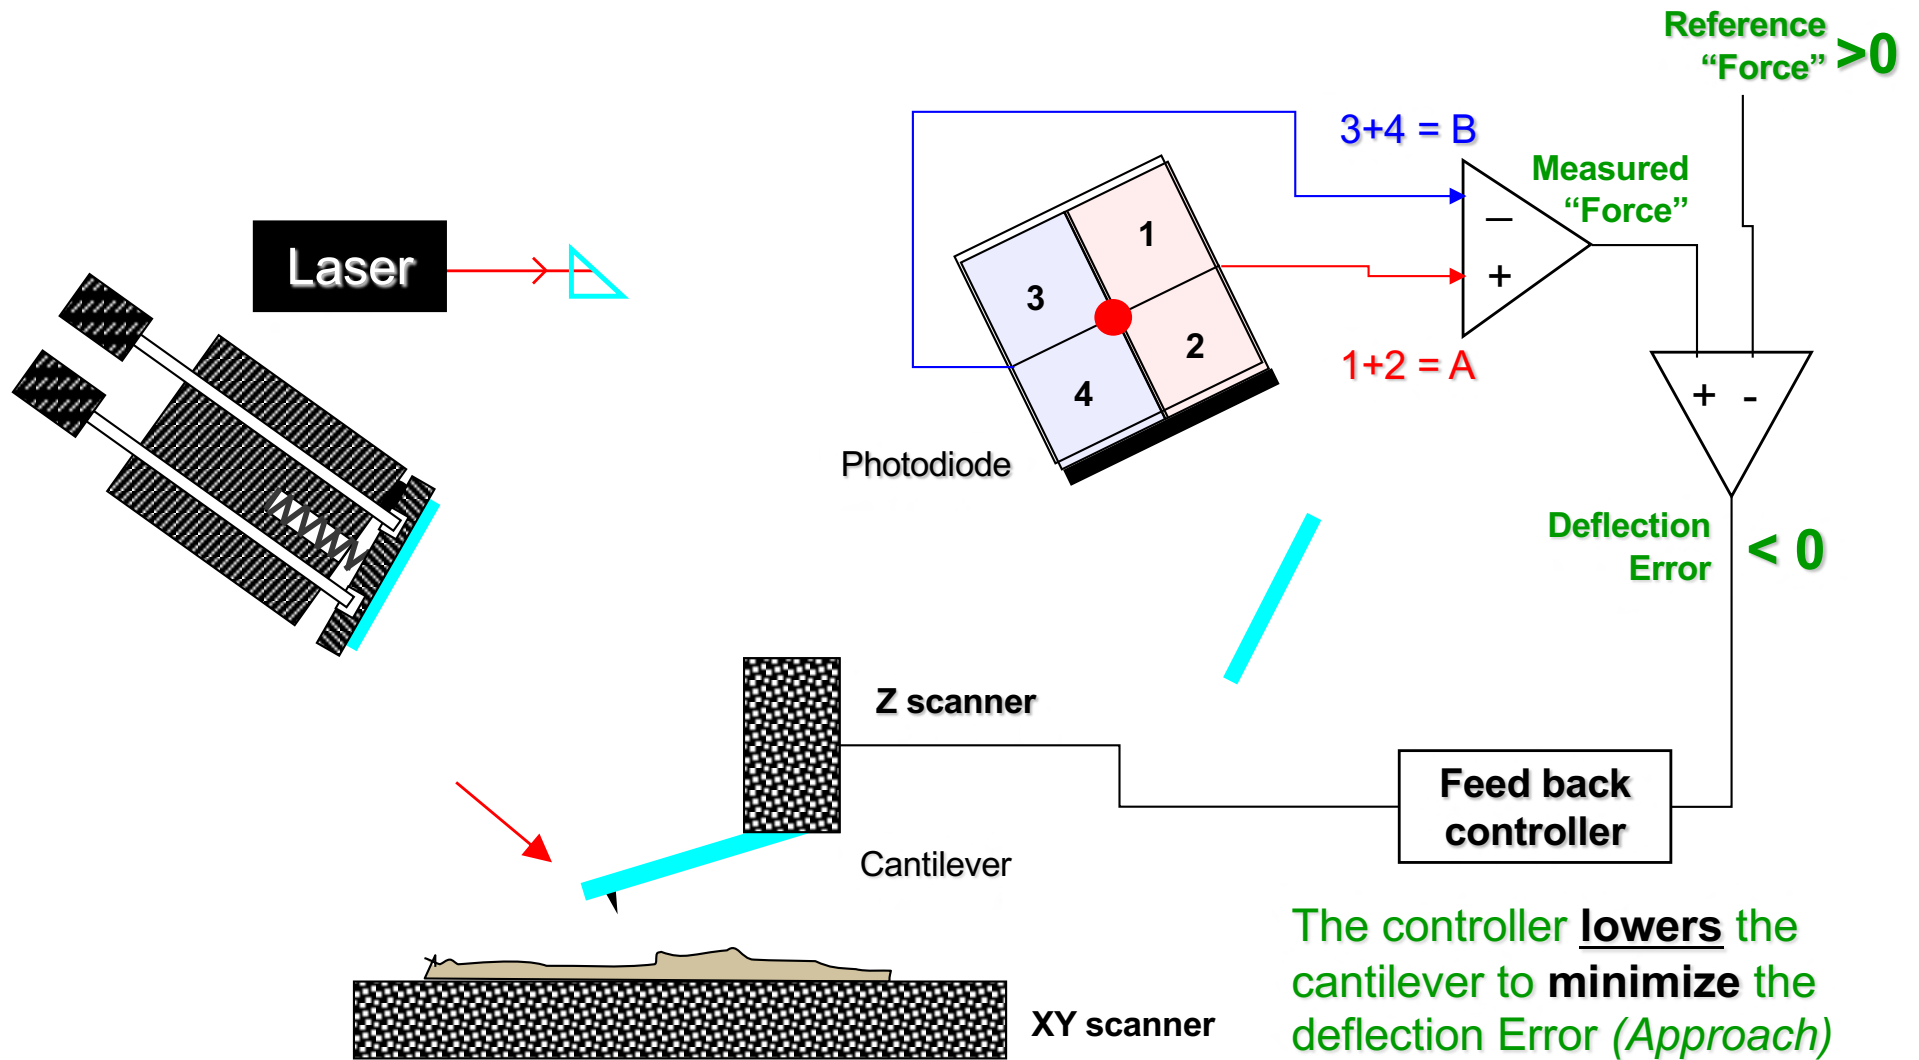 Reference
“Force” >0
3+4 = B
Measured
“Force”
Laser
1
3
2
4
–
+
1+2 = A
+ -
Photodiode
Deflection
Error < 0
Z scanner
Feed back
controller
Cantilever
The controller lowers the
cantilever to minimize the
deflection Error (Approach)
XY scanner